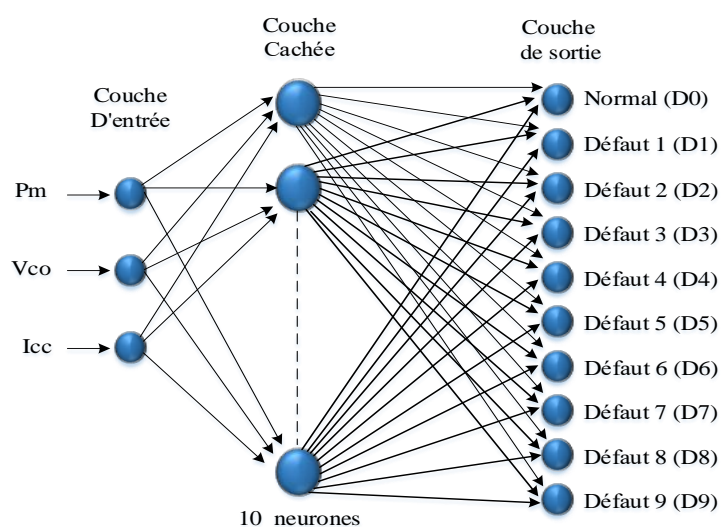 Couche
Cachée
Couche
de sortie
Couche
D'entrée
Pm
Vco
Icc
Normal (D0)
Défaut 1 (D1)
Défaut 2 (D2)
Défaut 3 (D3)
Défaut 4 (D4)
Défaut 5 (D5)
Défaut 6 (D6)
Défaut 7 (D7)
Défaut 8 (D8)
Défaut 9 (D9)
10 neurones